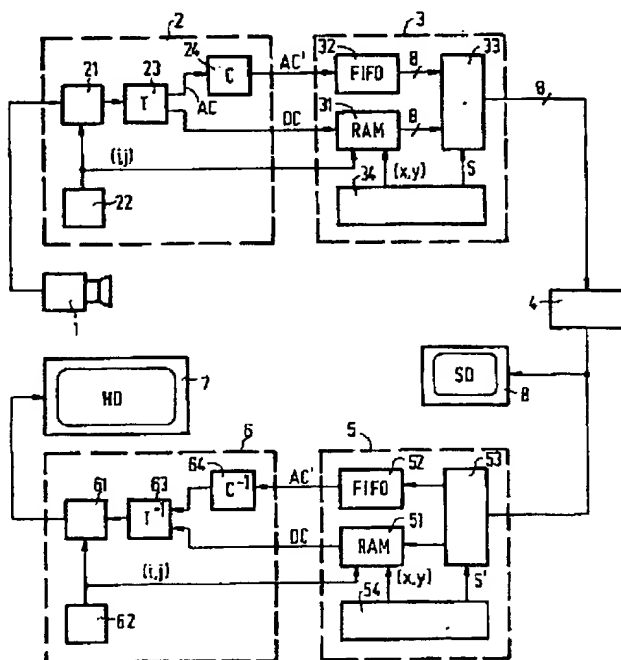 2
3
24
C
AC'
32
FIFO
8
33
21
23
T
AC
31
8
DC
RAM
8
(ij)
(x,y)
S
34
22
1
4
HD
7
SD
8
6
5
64
C⁻¹
AC'
52
FIFO
53
61
63
T⁻¹
51
DC
RAM
(i,j)
(x,y)
S'
54
62